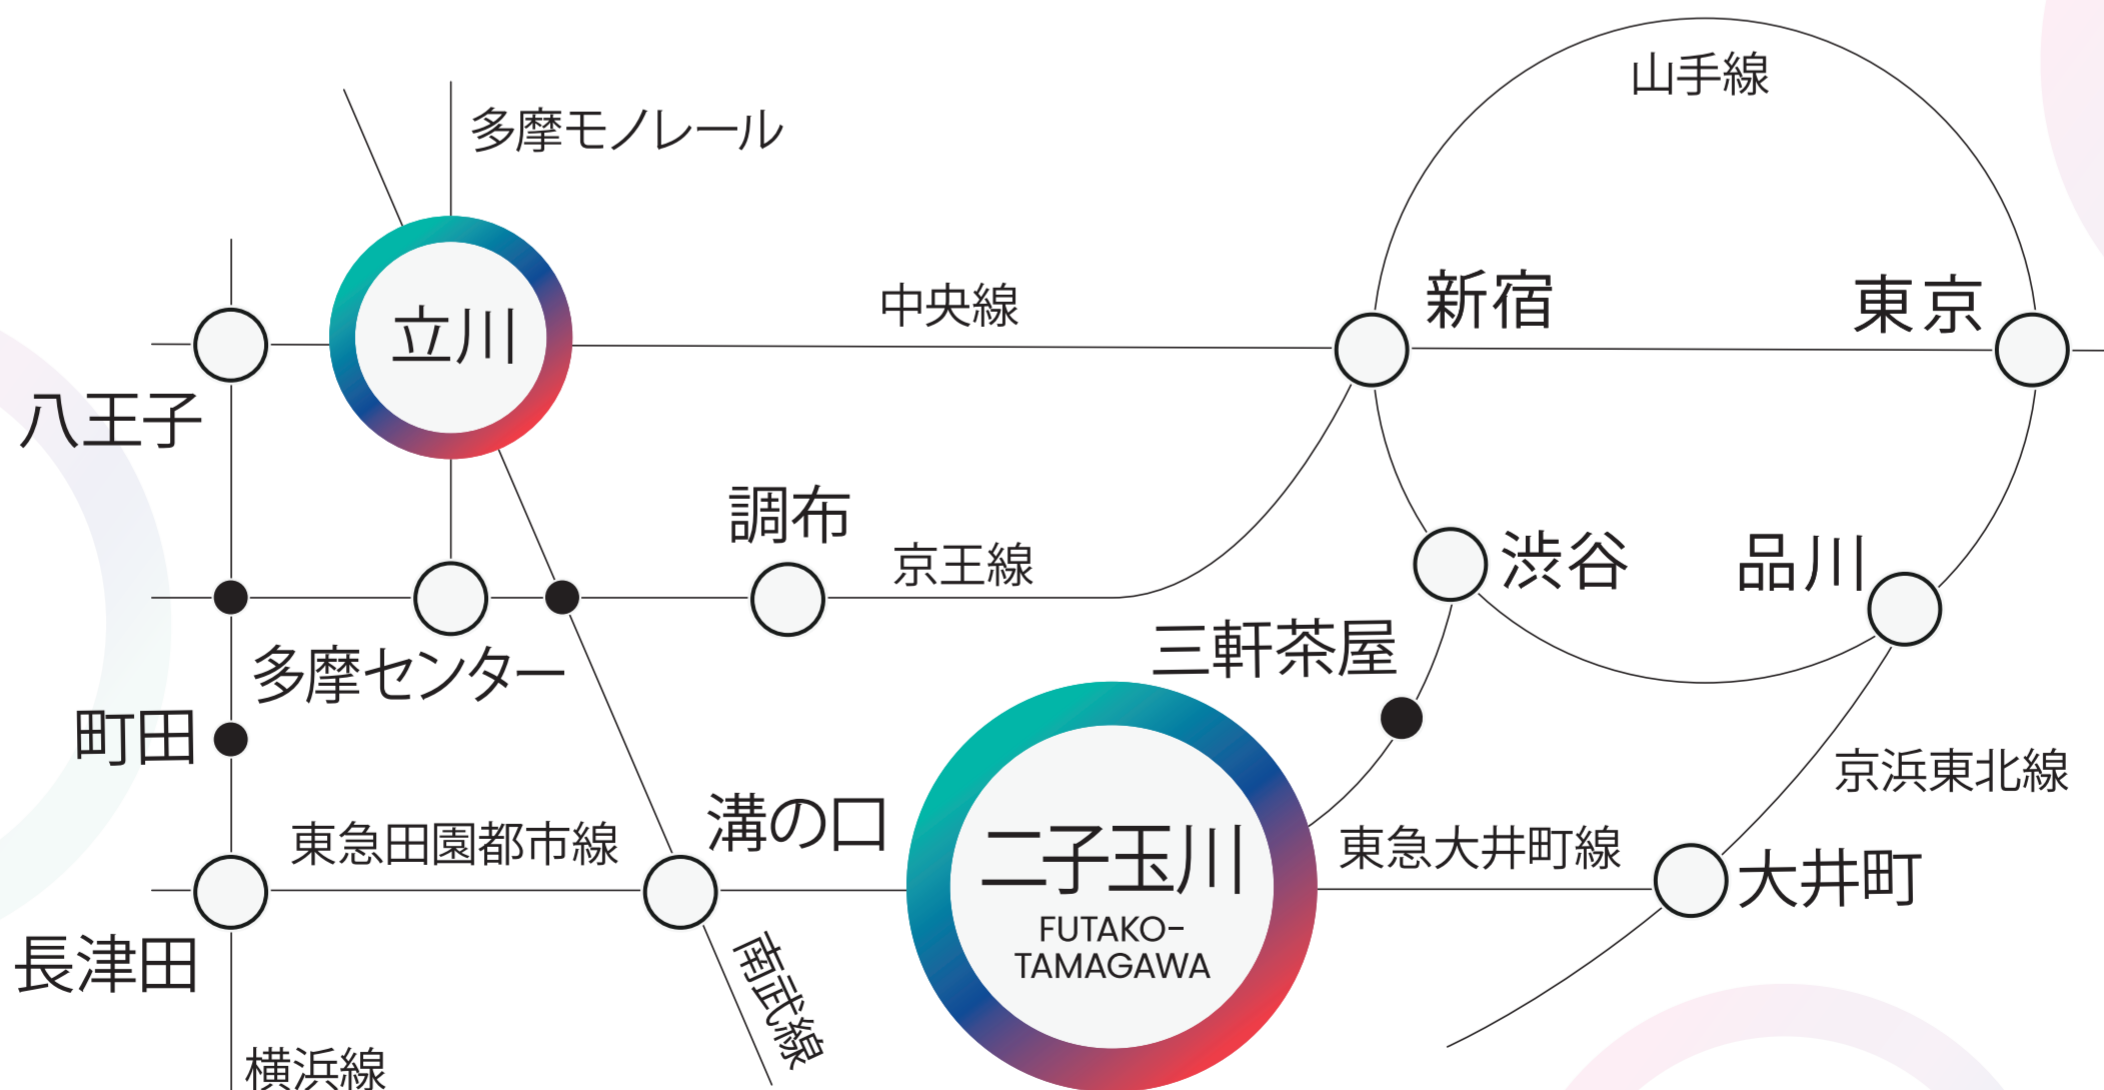 山手線
多摩モノレール
新宿
東京
中央線
立川
八王子
調布
京王線
渋谷
品川
三軒茶屋
多摩センター
町田
京浜東北線
溝の口
東急田園都市線
二子玉川
FUTAKO-
TAMAGAWA
東急大井町線
大井町
長津田
南武線
横浜線